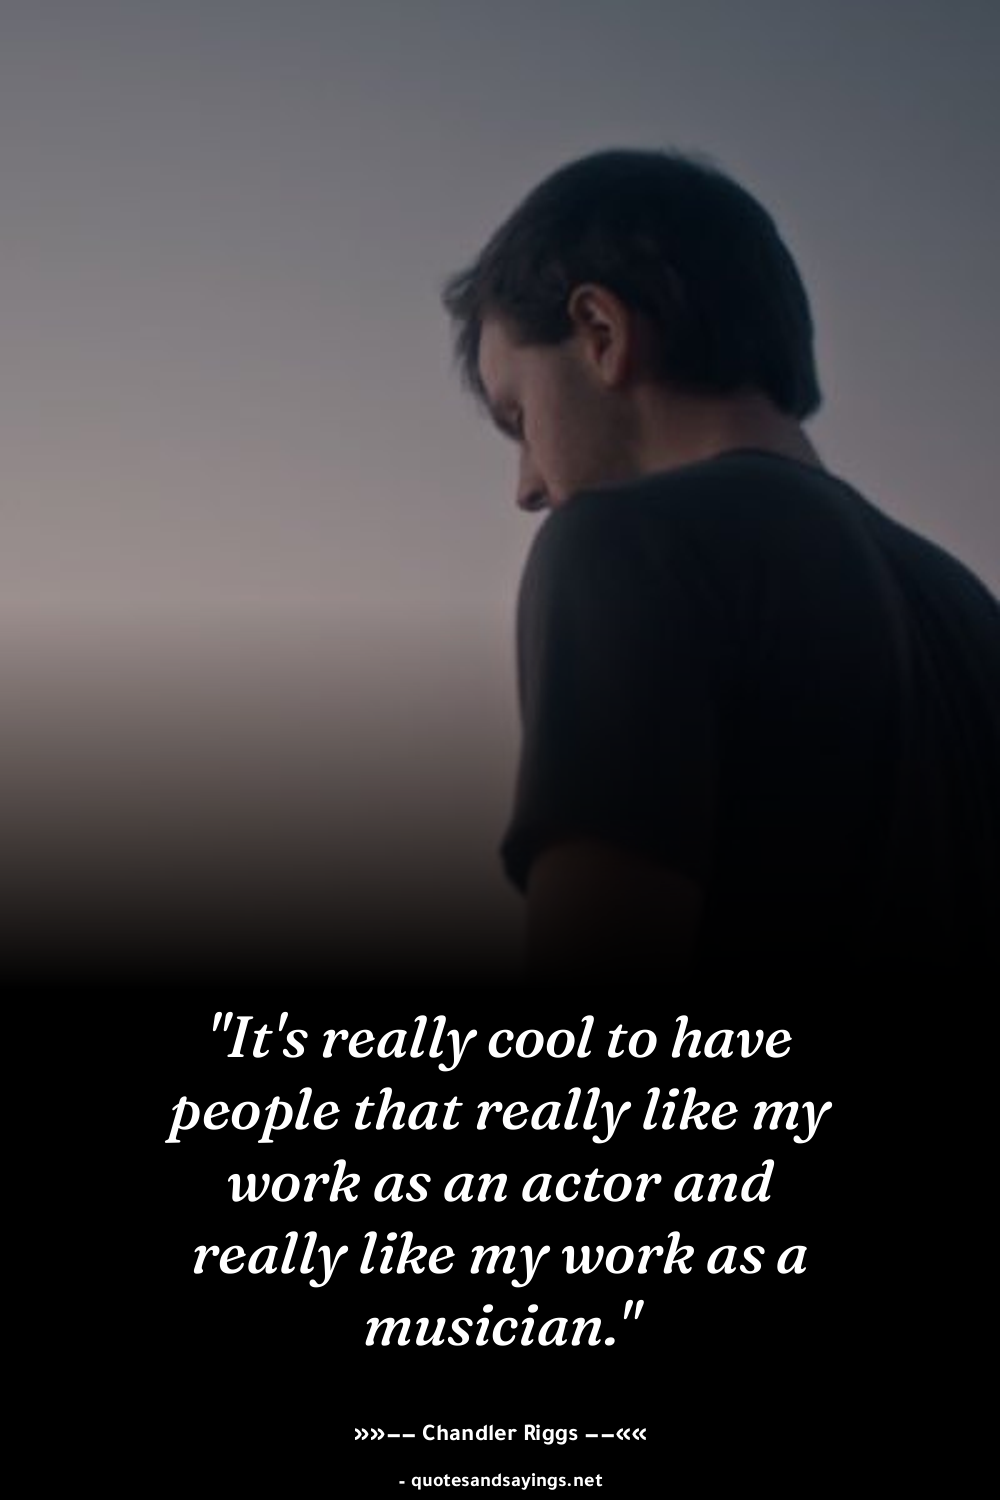 "It's really cool to have
people that really like my
work as an actor and
really like my work as a
musician."
»»−− Chandler Riggs −−««
- quotesandsayings.net